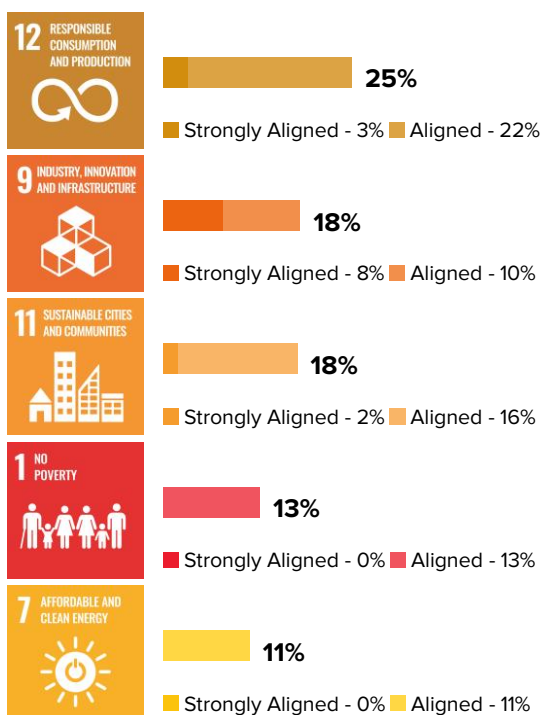 12 RESPONSIBLE
CONSUMPTION
AND PRODUCTION
25%
Strongly Aligned - 3% Aligned - 22%
9 INDUSTRY, INNOVATION
AND INFRASTRUCTURE
18%
Strongly Aligned - 8% Aligned - 10%
11 SUSTAINABLE CITIES
AND COMMUNITIES
18%
Strongly Aligned - 2% Aligned - 16%
1 NO
POVERTY
13%
Strongly Aligned - 0% Aligned - 13%
7 AFFORDABLE AND
CLEAN ENERGY
11%
Strongly Aligned - 0% Aligned - 11%